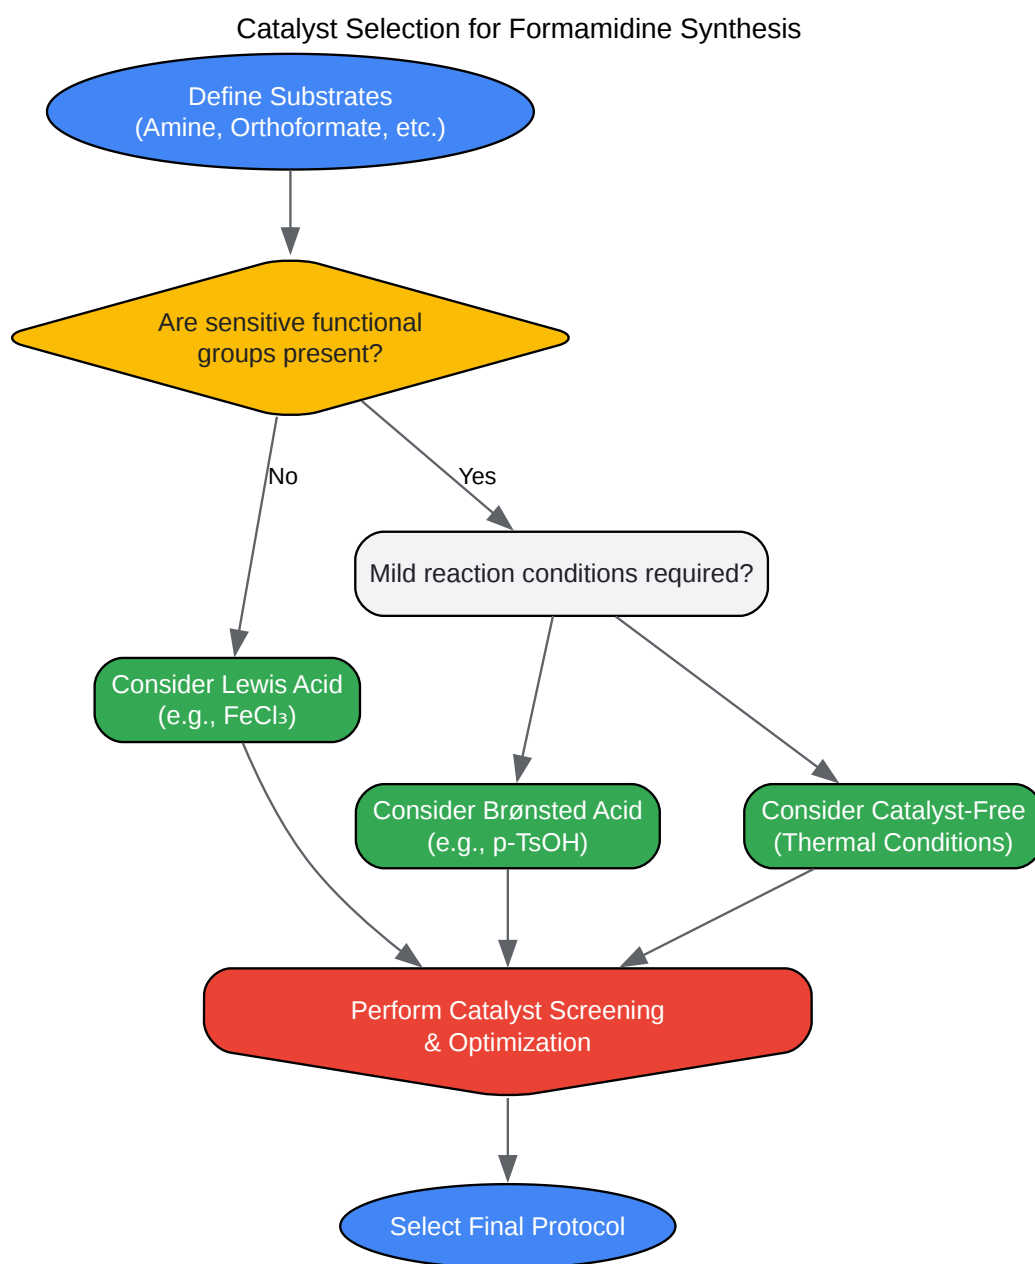 Catalyst Selection for Formamidine Synthesis
Define Substrates
(Amine, Orthoformate, etc.)
Are sensitive functional
groups present?
No
Yes
Mild reaction conditions required?
Consider Lewis Acid
(e.g., FeCl₃)
Consider Brønsted Acid
(e.g., p-TsOH)
Consider Catalyst-Free
(Thermal Conditions)
Perform Catalyst Screening
& Optimization
Select Final Protocol